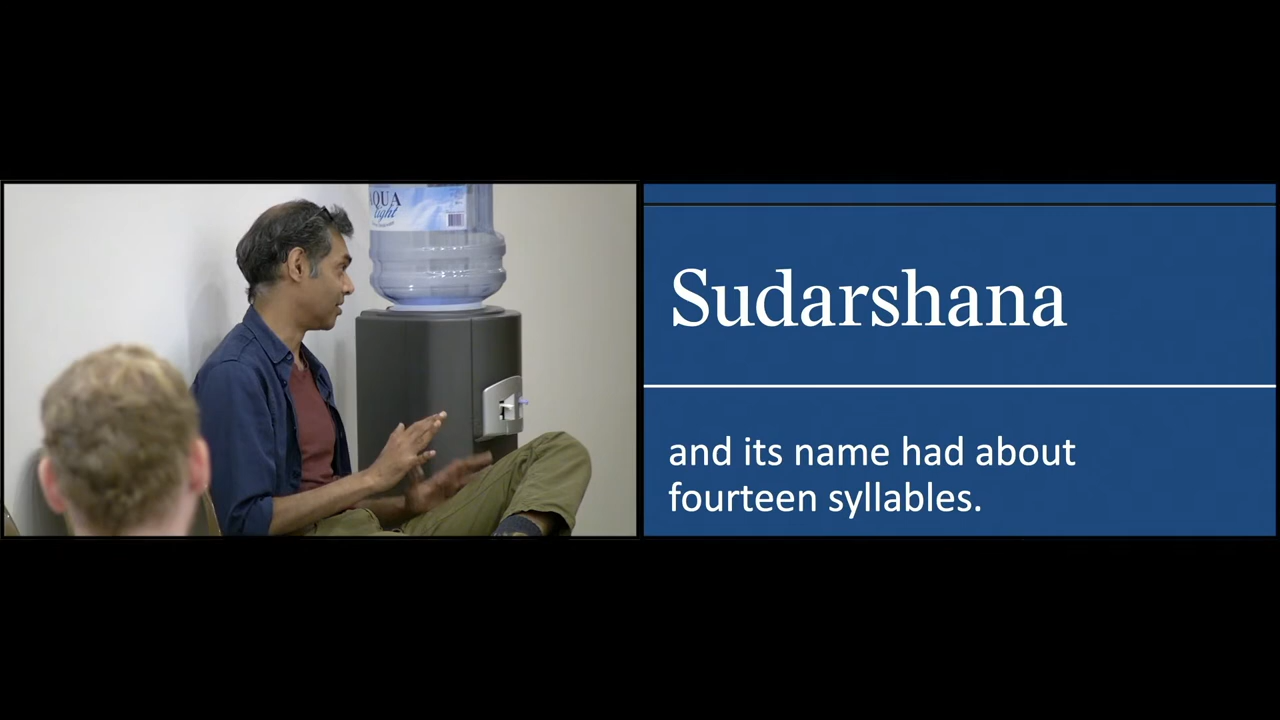 AQUA
light
Sudarshana
and its name had about
fourteen syllables.